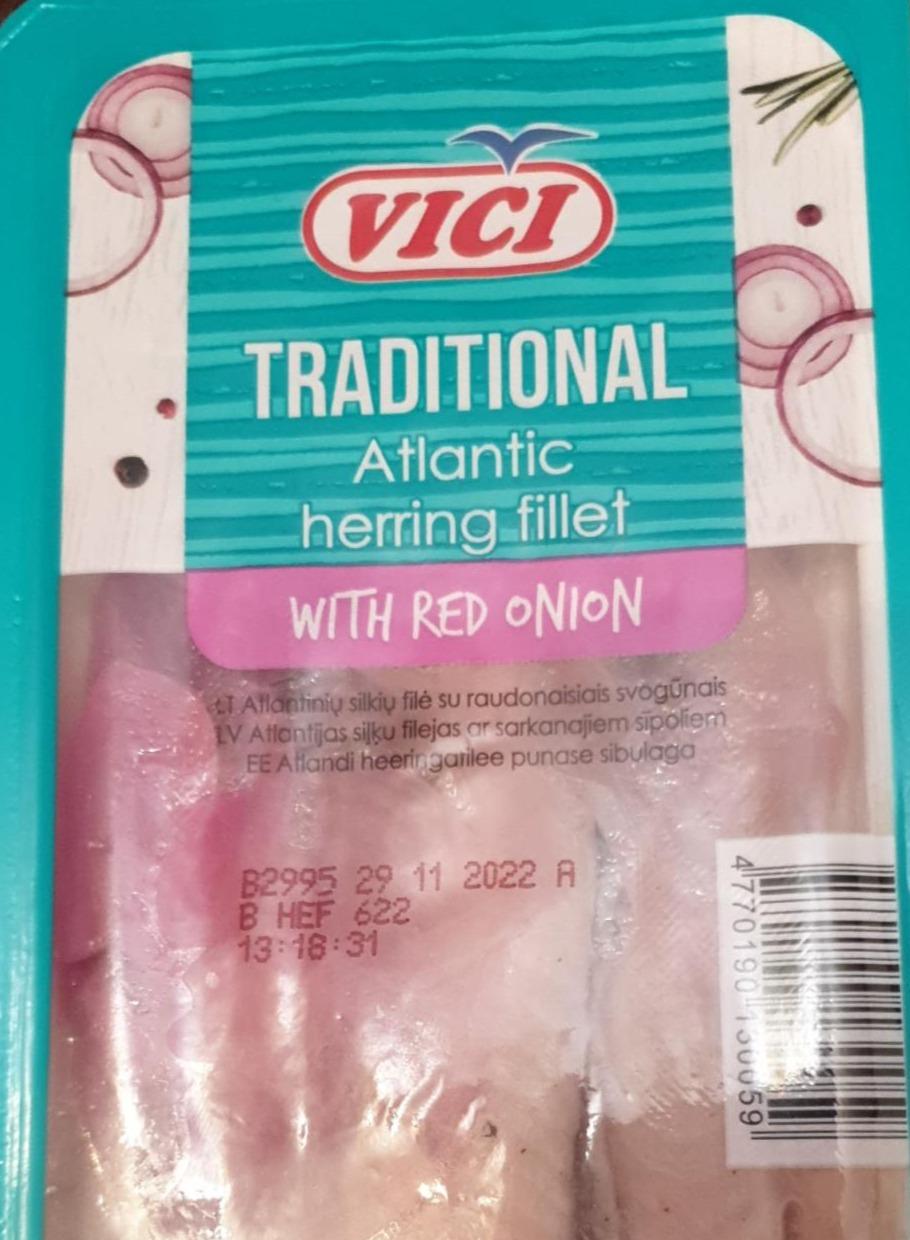 VICI
TRADITIONAL
Atlantic
herring fillet
WITH RED ONION
LT Atlantinių silkių filė su raudonaisiais svogūnais
LV Atlantijas siļķu filejas ar sarkanajiem sīpoliem
EE Atlandi heeringafilee punase sibulaga
B2995 29 11 2022 A
B HEF 622
13:18:31